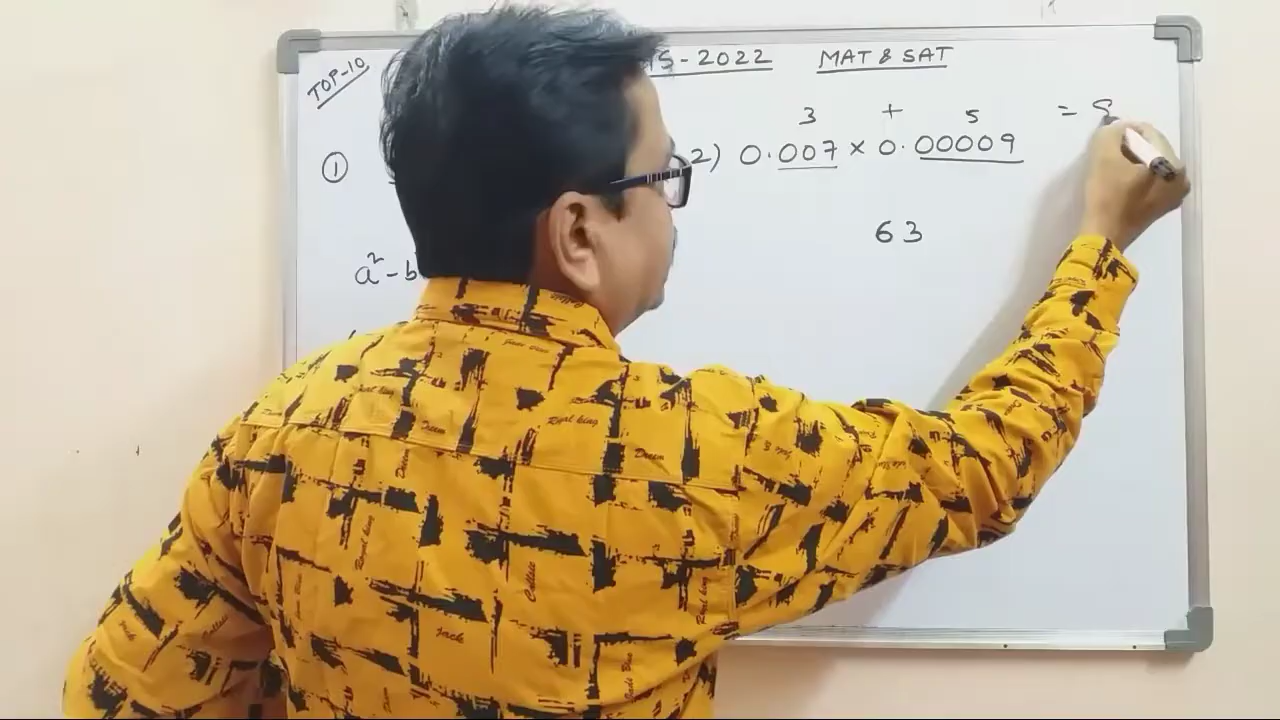 TOP-10
S-2022 MAT & SAT
3 + 5 = 8
① 2) 0.007 × 0.00009
63
a² - b